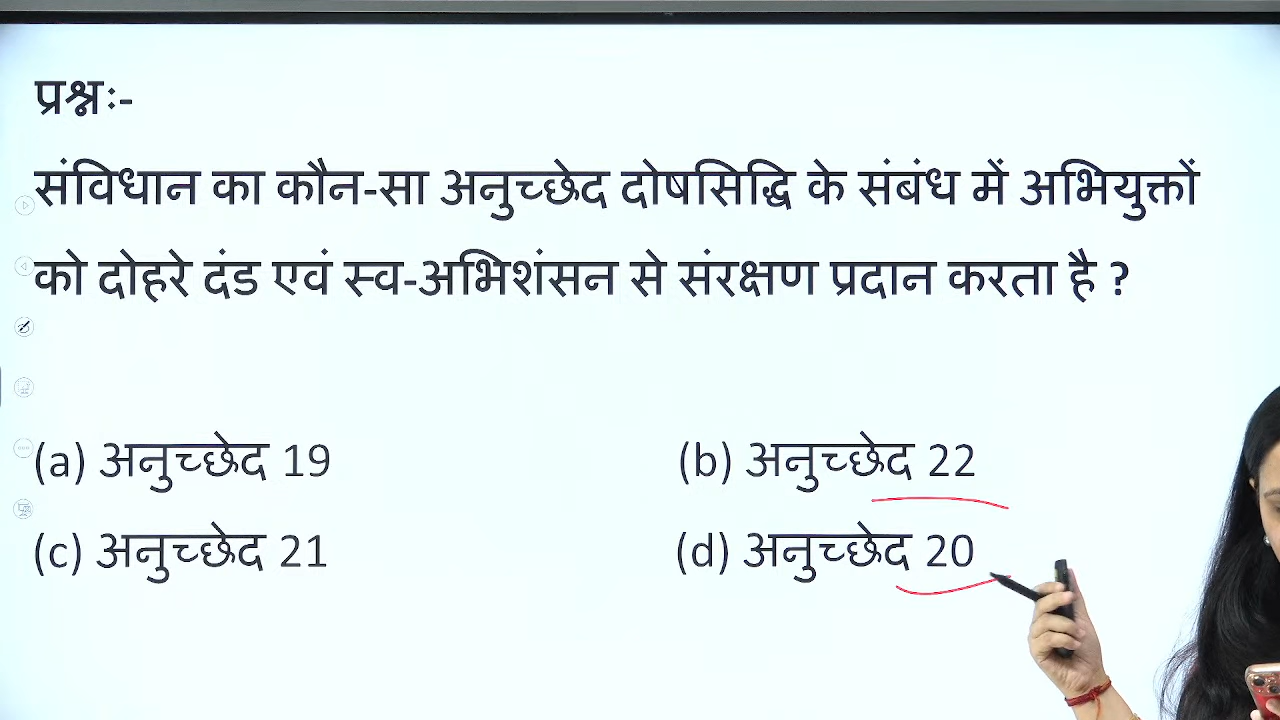 प्रश्नः-
संविधान का कौन-सा अनुच्छेद दोषसिद्धि के संबंध में अभियुक्तों
को दोहरे दंड एवं स्व-अभिशंसन से संरक्षण प्रदान करता है ?
(a) अनुच्छेद 19 (b) अनुच्छेद 22
(c) अनुच्छेद 21 (d) अनुच्छेद 20